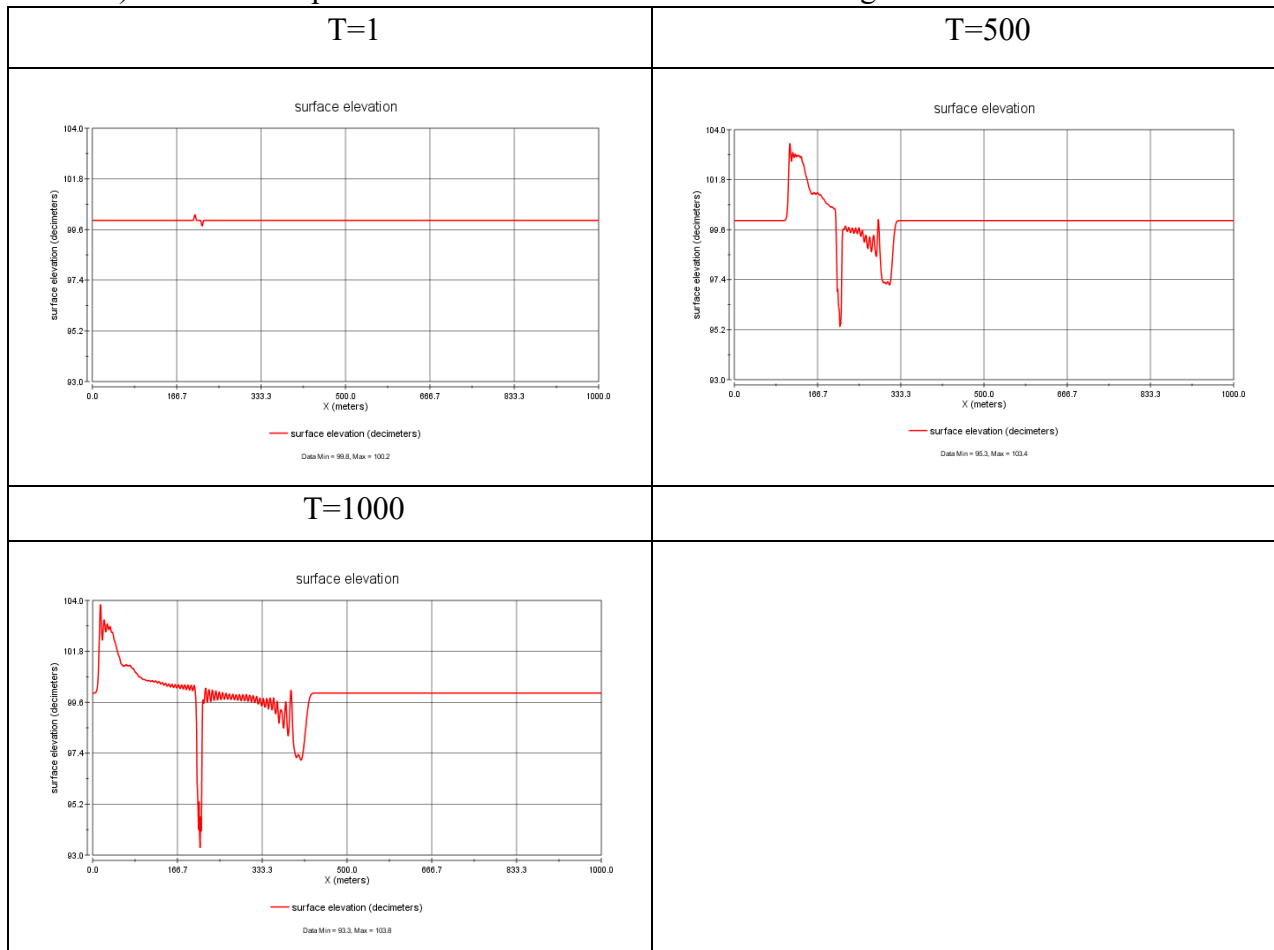 T=1 T=500
surface elevation
104.0
101.8
99.6
97.4
95.2
93.0
surface elevation (decimeters)
0.0 166.7 333.3 500.0 666.7 833.3 1000.0
X (meters)
surface elevation (decimeters)
Data Min = 99.8, Max = 100.2
surface elevation
104.0
101.8
99.6
97.4
95.2
93.0
surface elevation (decimeters)
0.0 166.7 333.3 500.0 666.7 833.3 1000.0
X (meters)
surface elevation (decimeters)
Data Min = 95.3, Max = 103.4
T=1000
surface elevation
104.0
101.8
99.6
97.4
95.2
93.0
surface elevation (decimeters)
0.0 166.7 333.3 500.0 666.7 833.3 1000.0
X (meters)
surface elevation (decimeters)
Data Min = 93.3, Max = 103.8